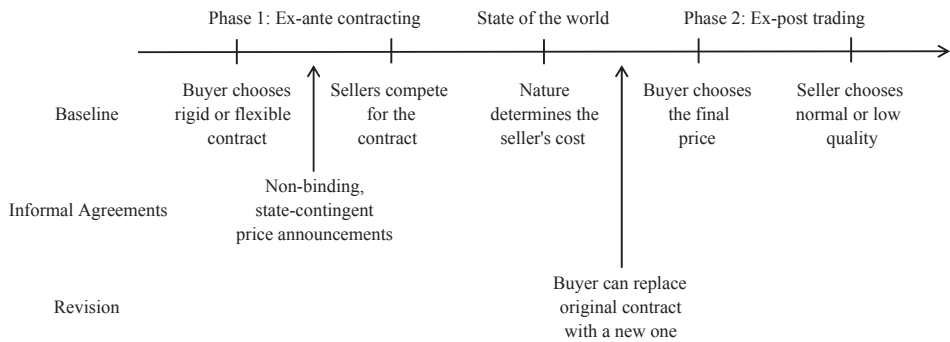 Phase 1: Ex-ante contracting State of the world Phase 2: Ex-post trading
Baseline
Buyer chooses
rigid or flexible
contract
Sellers compete
for the
contract
Nature
determines the
seller's cost
Buyer chooses
the final
price
Seller chooses
normal or low
quality
Informal Agreements
Non-binding,
state-contingent
price announcements
Revision
Buyer can replace
original contract
with a new one